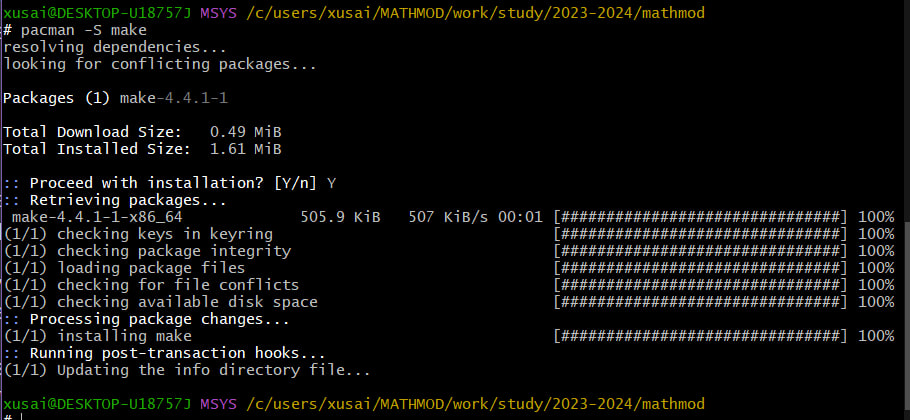 xusai@DESKTOP-U18757J MSYS /c/users/xusai/MATHMOD/work/study/2023-2024/mathmod
# pacman -S make
resolving dependencies...
looking for conflicting packages...
Packages (1) make-4.4.1-1
Total Download Size:   0.49 MiB
Total Installed Size:  1.61 MiB
:: Proceed with installation? [Y/n] Y
:: Retrieving packages...
make-4.4.1-1-x86_64             505.9 KiB   507 KiB/s 00:01 [###############################] 100%
(1/1) checking keys in keyring                                [###############################] 100%
(1/1) checking package integrity                              [###############################] 100%
(1/1) loading package files                                   [###############################] 100%
(1/1) checking for file conflicts                             [###############################] 100%
(1/1) checking available disk space                           [###############################] 100%
:: Processing package changes...
(1/1) installing make                                         [###############################] 100%
:: Running post-transaction hooks...
(1/1) Updating the info directory file...
xusai@DESKTOP-U18757J MSYS /c/users/xusai/MATHMOD/work/study/2023-2024/mathmod
#